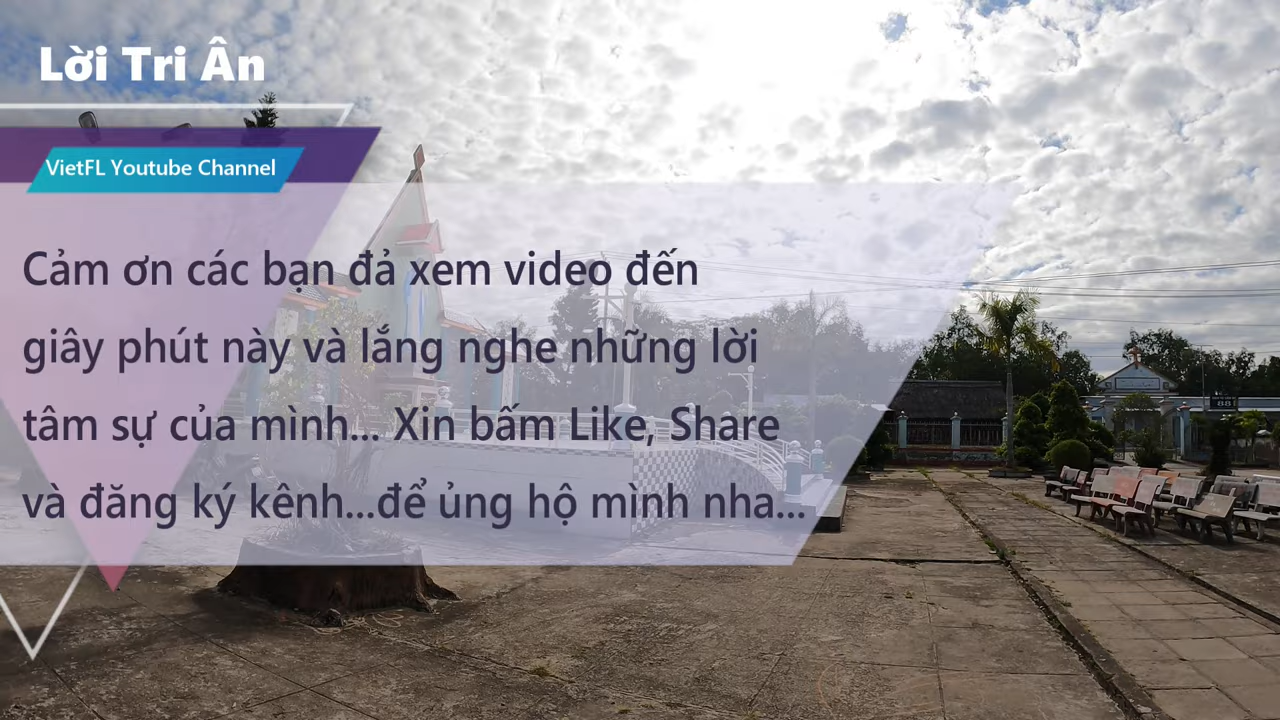 Lời Tri Ân
VietFL Youtube Channel
Cảm ơn các bạn đả xem video đến
giây phút này và lắng nghe những lời
tâm sự của mình... Xin bấm Like, Share
và đăng ký kênh...để ủng hộ mình nha...